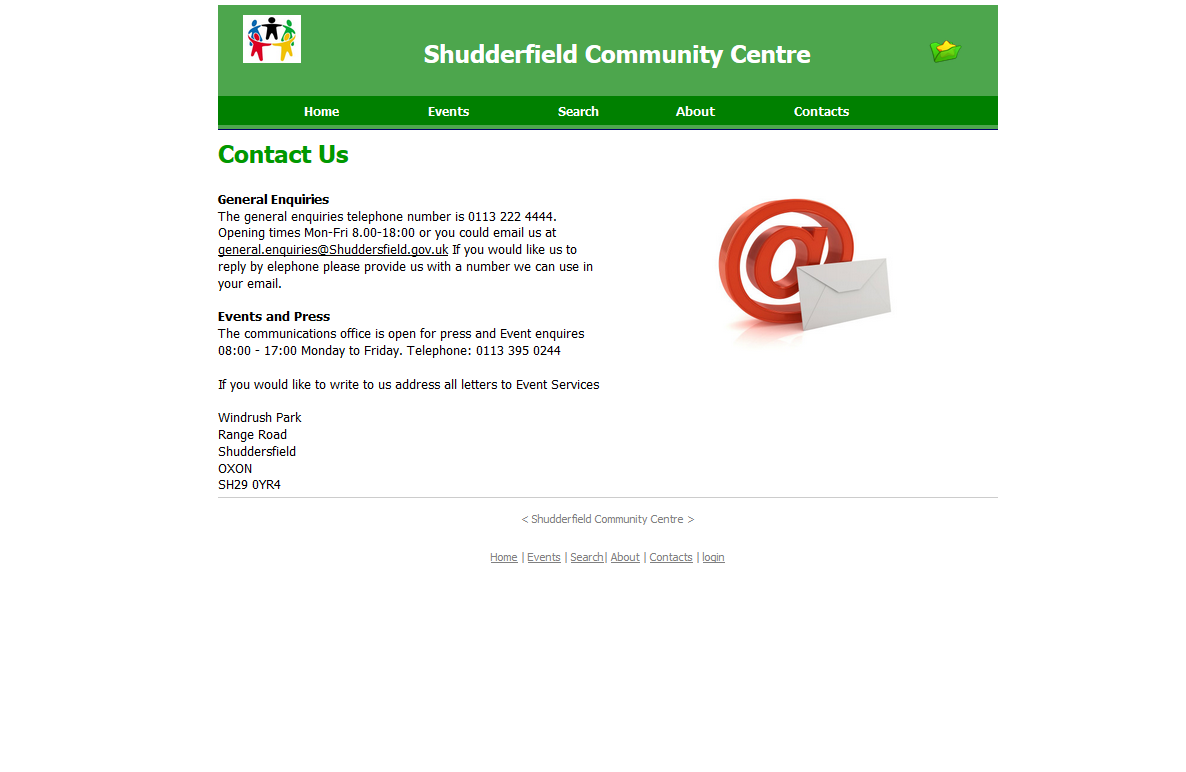 Shudderfield Community Centre
Home Events Search About Contacts
Contact Us
General Enquiries
The general enquiries telephone number is 0113 222 4444.
Opening times Mon-Fri 8.00-18:00 or you could email us at
general.enquiries@Shuddersfield.gov.uk If you would like us to
reply by elephone please provide us with a number we can use in
your email.
Events and Press
The communications office is open for press and Event enquires
08:00 - 17:00 Monday to Friday. Telephone: 0113 395 0244
If you would like to write to us address all letters to Event Services
Windrush Park
Range Road
Shuddersfield
OXON
SH29 0YR4
< Shudderfield Community Centre >
Home | Events | Search| About | Contacts | login